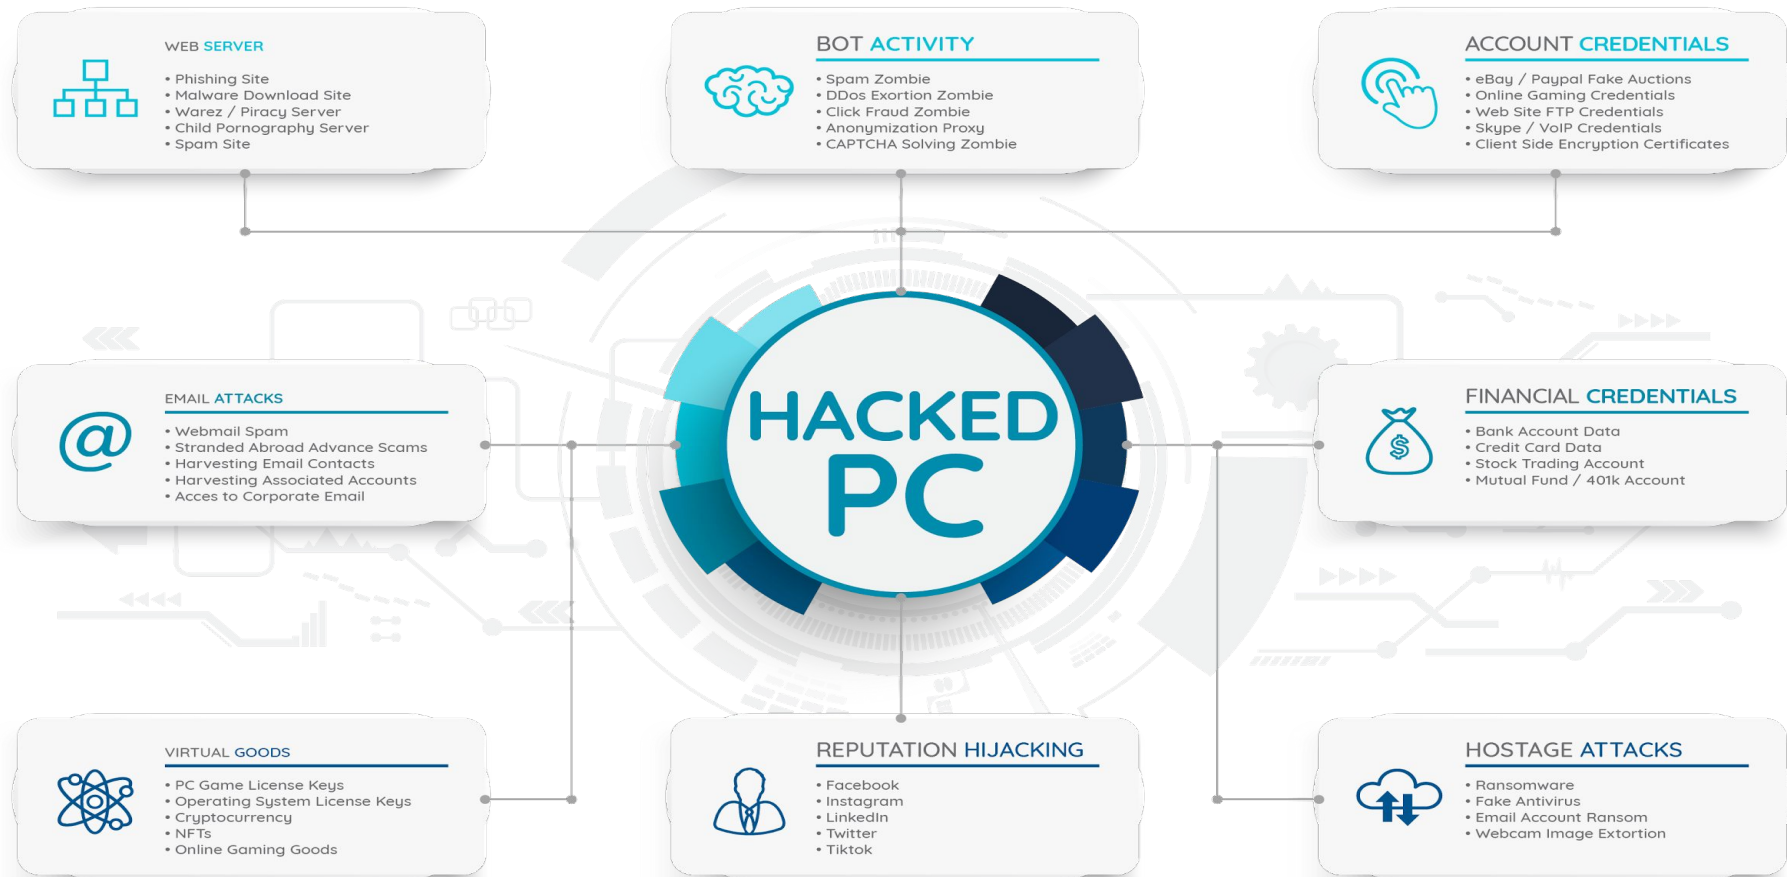 WEB SERVER
• Phishing Site
• Malware Download Site
• Warez / Piracy Server
• Child Pornography Server
• Spam Site
BOT ACTIVITY
• Spam Zombie
• DDos Exortion Zombie
• Click Fraud Zombie
• Anonymization Proxy
• CAPTCHA Solving Zombie
ACCOUNT CREDENTIALS
• eBay / Paypal Fake Auctions
• Online Gaming Credentials
• Web Site FTP Credentials
• Skype / VoIP Credentials
• Client Side Encryption Certificates
EMAIL ATTACKS
@
• Webmail Spam
• Stranded Abroad Advance Scams
• Harvesting Email Contacts
• Harvesting Associated Accounts
• Acces to Corporate Email
HACKED
PC
FINANCIAL CREDENTIALS
$
• Bank Account Data
• Credit Card Data
• Stock Trading Account
• Mutual Fund / 401k Account
VIRTUAL GOODS
• PC Game License Keys
• Operating System License Keys
• Cryptocurrency
• NFTs
• Online Gaming Goods
REPUTATION HIJACKING
• Facebook
• Instagram
• LinkedIn
• Twitter
• Tiktok
HOSTAGE ATTACKS
• Ransomware
• Fake Antivirus
• Email Account Ransom
• Webcam Image Extortion